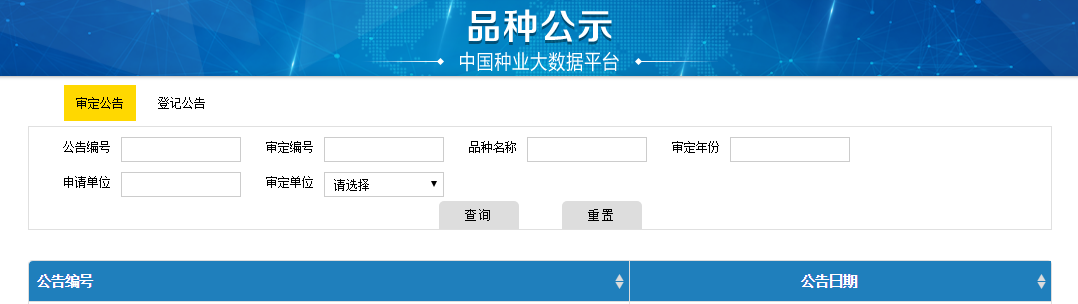 品种公示
中国种业大数据平台
审定公告 登记公告
公告编号 审定编号 品种名称 审定年份
申请单位 审定单位 请选择
查询 重置
公告编号 公告日期